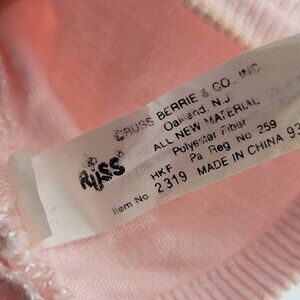 ©RUSS BERRIE & CO., INC.
Oakland, N.J.
ALL NEW MATERIAL
Polyester Fiber
Pa Reg No 259
HKF
MADE IN CHINA 93
Item No. 2319
Russ